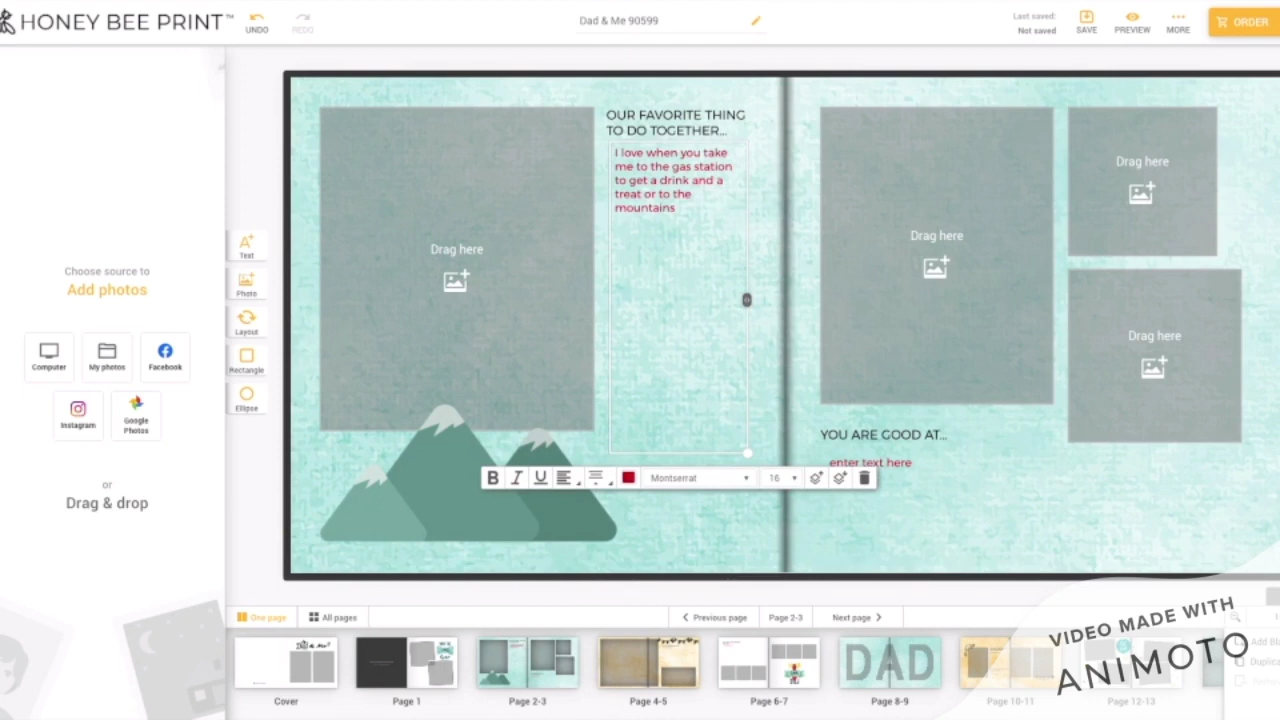 HONEY BEE PRINT™
UNDO
REDO
Dad & Me 90599
Last saved:
Not saved
SAVE
PREVIEW
MORE
ORDER
Choose source to
Add photos
Computer
My photos
Facebook
Instagram
Google
Photos
or
Drag & drop
Text
Photo
Layout
Rectangle
Ellipse
Drag here
OUR FAVORITE THING
TO DO TOGETHER...
I love when you take
me to the gas station
to get a drink and a
treat or to the
mountains
Drag here
Drag here
Drag here
YOU ARE GOOD AT...
enter text here
B I U
Montserrat
16
One page
All pages
Previous page
Page 2-3
Next page
Cover
Page 1
Page 2-3
Page 4-5
Page 6-7
DAD
Page 8-9
Page 10-11
Page 12-13
VIDEO MADE WITH
ANIMOTO